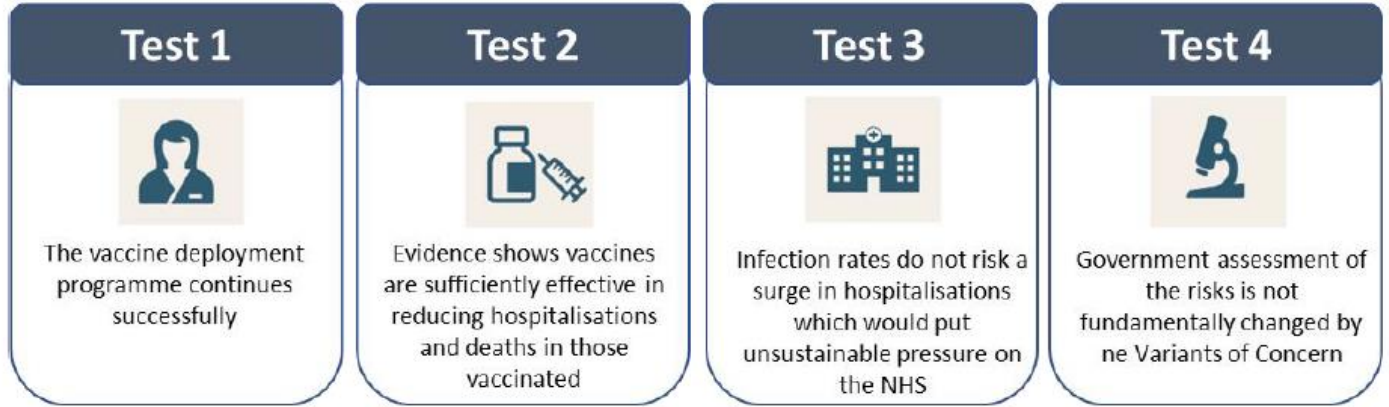 Test 1
The vaccine deployment
programme continues
successfully
Test 2
Evidence shows vaccines
are sufficiently effective in
reducing hospitalisations
and deaths in those
vaccinated
Test 3
Infection rates do not risk a
surge in hospitalisations
which would put
unsustainable pressure on
the NHS
Test 4
Government assessment of
the risks is not
fundamentally changed by
ne Variants of Concern